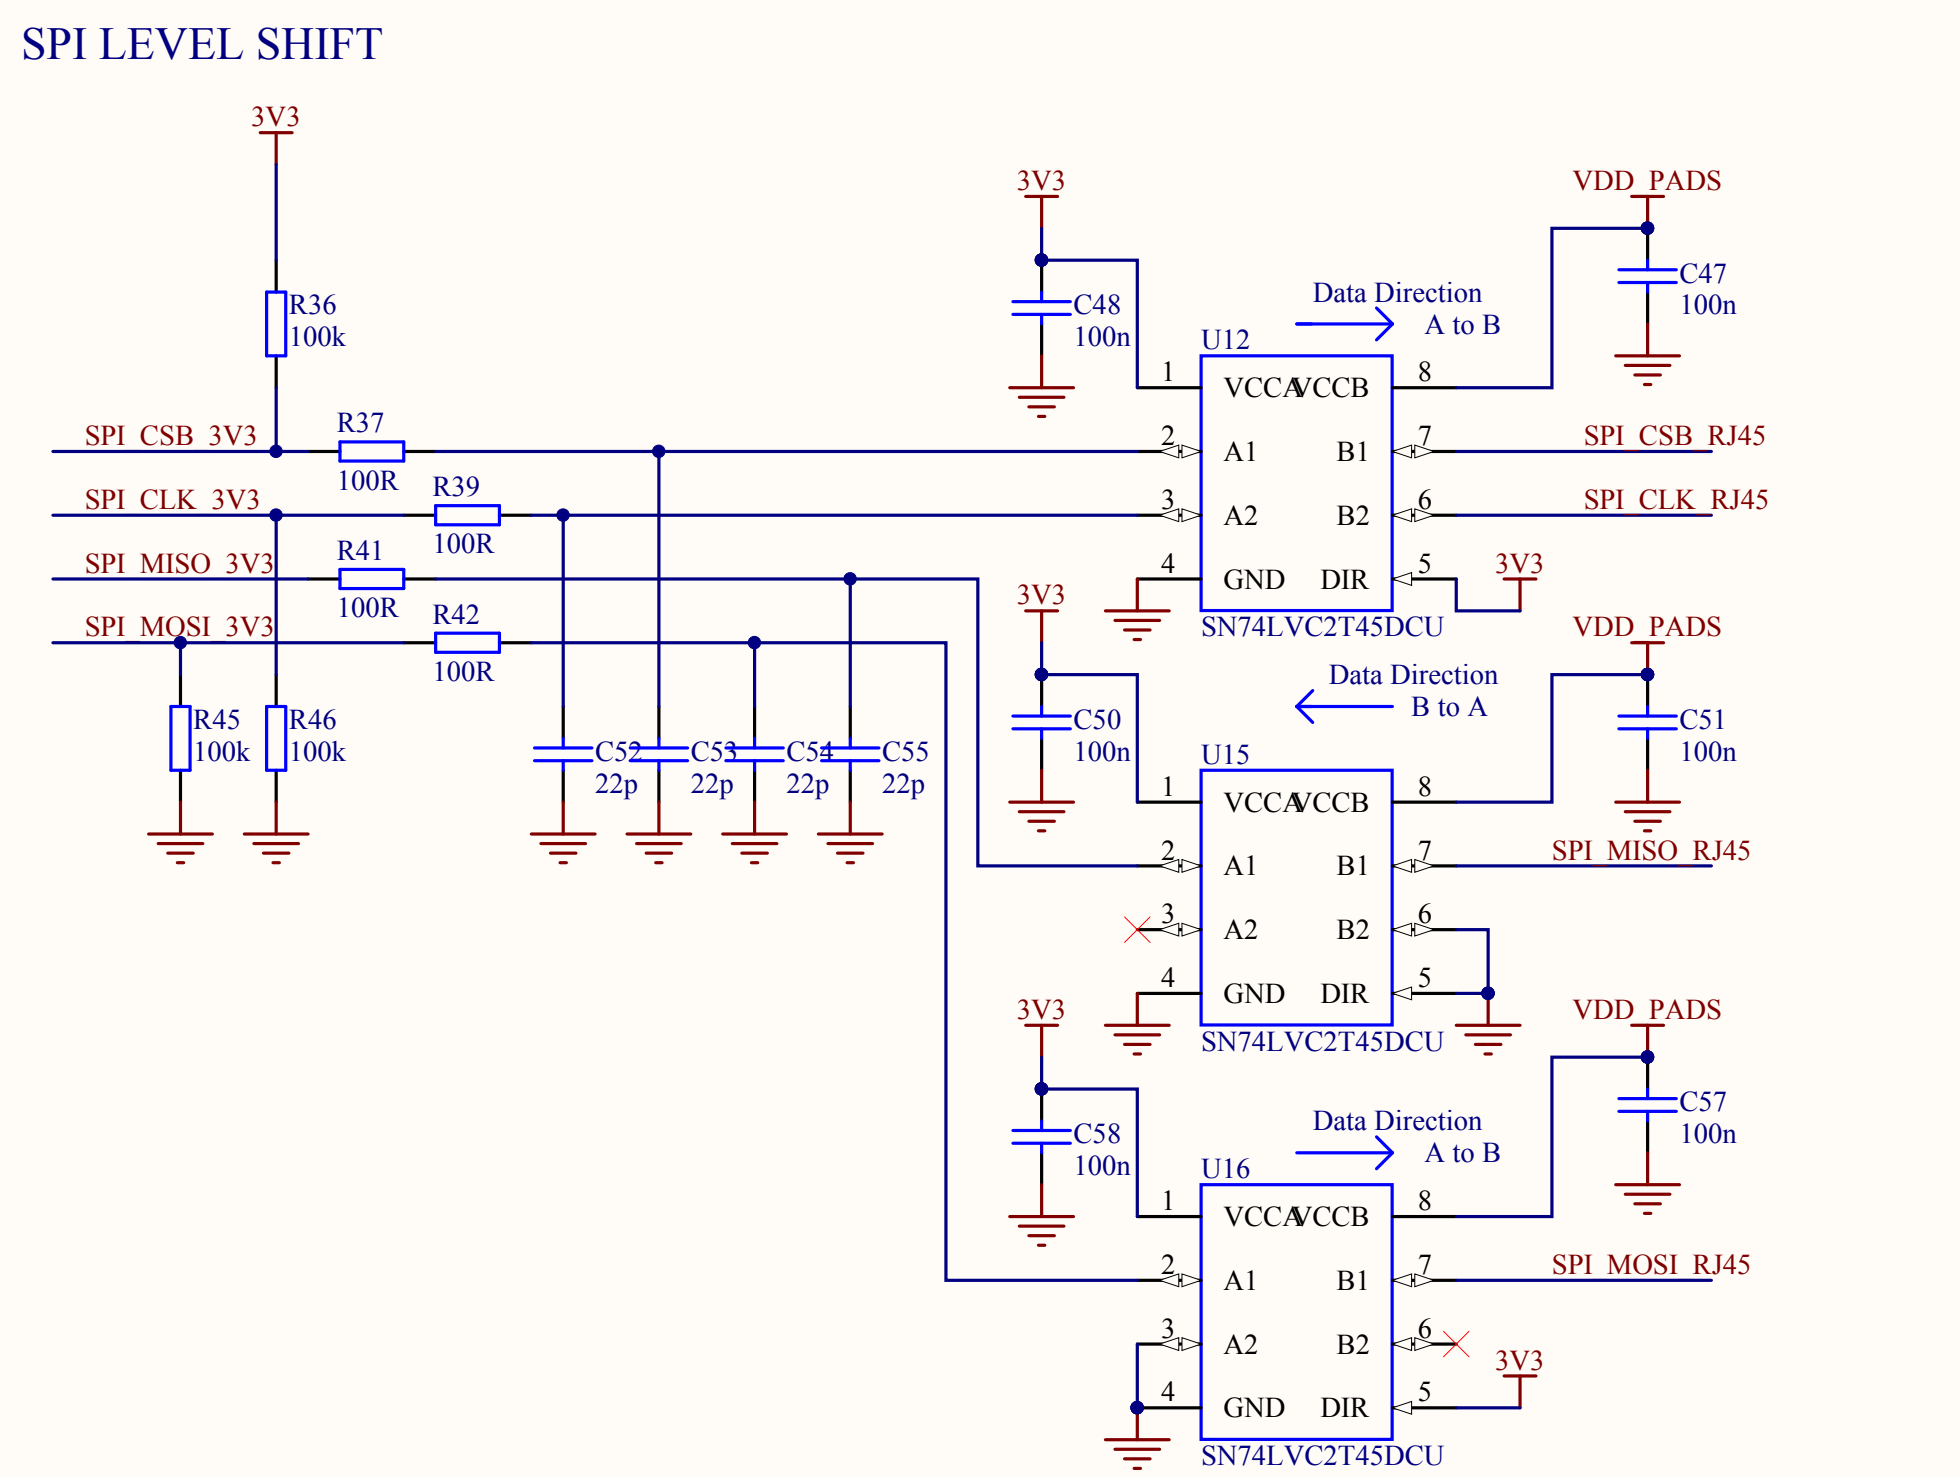 SPI LEVEL SHIFT
3V3
R36
100k
SPI_CSB_3V3
R37
100R
SPI_CLK_3V3
R39
100R
SPI_MISO_3V3
R41
100R
SPI_MOSI_3V3
R42
100R
R45
100k
R46
100k
C52
22p
C53
22p
C54
22p
C55
22p
3V3
C48
100n
VDD_PADS
C47
100n
Data Direction
A to B
U12
1 VCCA VCCB 8
2 A1 B1 7
SPI_CSB_RJ45
3 A2 B2 6
SPI_CLK_RJ45
4 GND DIR 5
3V3
SN74LVC2T45DCU
3V3
C50
100n
VDD_PADS
C51
100n
Data Direction
B to A
U15
1 VCCA VCCB 8
2 A1 B1 7
SPI_MISO_RJ45
3 A2 B2 6
4 GND DIR 5
SN74LVC2T45DCU
3V3
C58
100n
VDD_PADS
C57
100n
Data Direction
A to B
U16
1 VCCA VCCB 8
2 A1 B1 7
SPI_MOSI_RJ45
3 A2 B2 6
4 GND DIR 5
3V3
SN74LVC2T45DCU